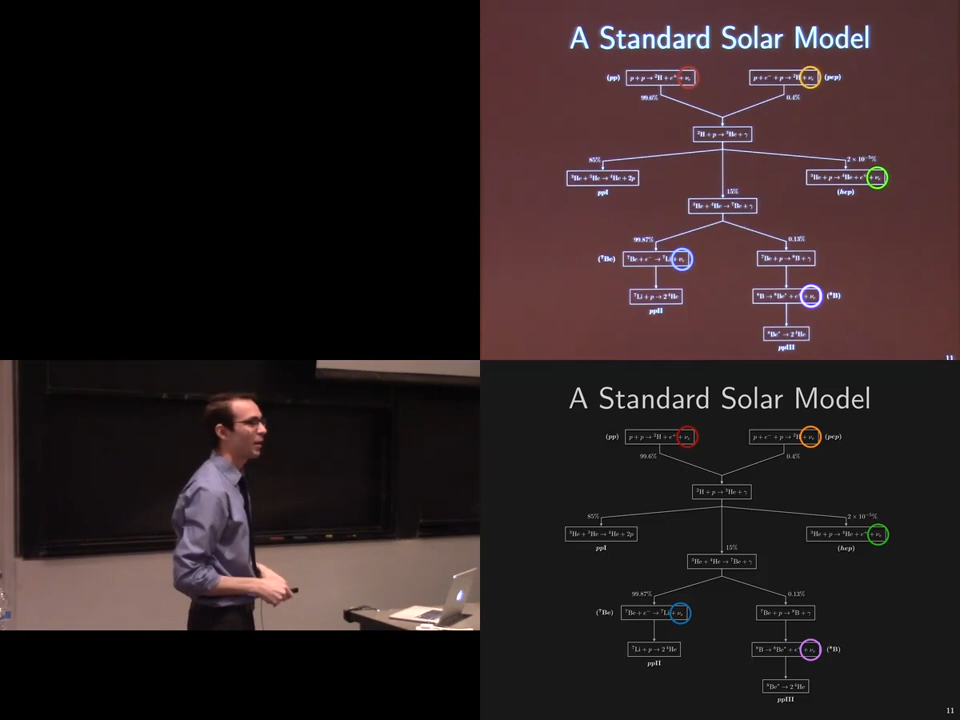 A Standard Solar Model
(pp) p + p → ²H + e⁺ + νₑ
p + e⁻ + p → ²H + νₑ (pep)
99.6%
0.4%
²H + p → ³He + γ
85%
2 × 10⁻⁵%
³He + ³He → ⁴He + 2p
³He + p → ⁴He + e⁺ + νₑ
ppI
15%
(hep)
³He + ⁴He → ⁷Be + γ
99.87%
0.13%
(⁷Be) ⁷Be + e⁻ → ⁷Li + νₑ
⁷Be + p → ⁸B + γ
⁷Li + p → 2 ⁴He
⁸B → ⁸Be* + e⁺ + νₑ (⁸B)
ppII
⁸Be* → 2 ⁴He
ppIII
11
A Standard Solar Model
(pp) p + p → ²H + e⁺ + νₑ
p + e⁻ + p → ²H + νₑ (pep)
99.6%
0.4%
²H + p → ³He + γ
85%
2 × 10⁻⁵%
³He + ³He → ⁴He + 2p
³He + p → ⁴He + e⁺ + νₑ
ppI
15%
(hep)
³He + ⁴He → ⁷Be + γ
99.87%
0.13%
(⁷Be) ⁷Be + e⁻ → ⁷Li + νₑ
⁷Be + p → ⁸B + γ
⁷Li + p → 2 ⁴He
⁸B → ⁸Be* + e⁺ + νₑ (⁸B)
ppII
⁸Be* → 2 ⁴He
ppIII
11